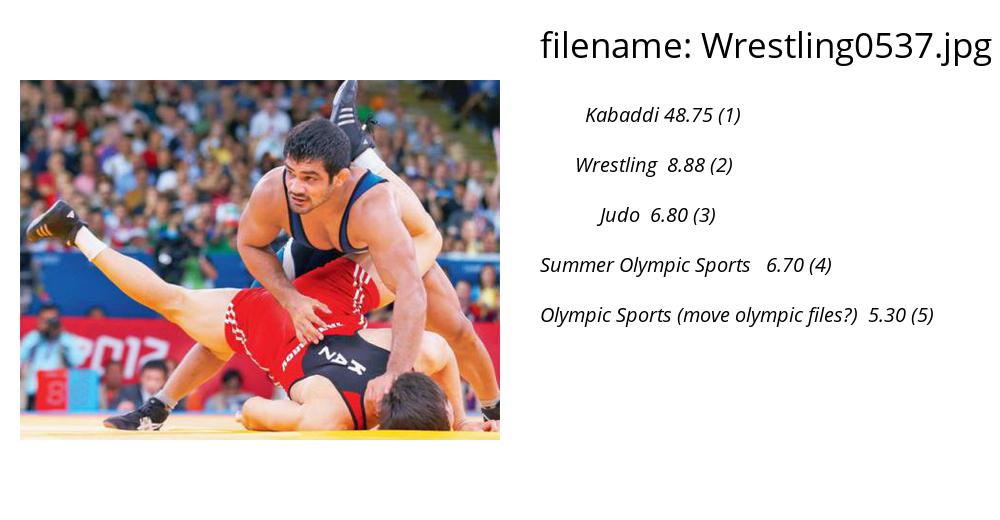 filename: Wrestling0537.jpg
Kabaddi 48.75 (1)
Wrestling 8.88 (2)
Judo 6.80 (3)
Summer Olympic Sports 6.70 (4)
Olympic Sports (move olympic files?) 5.30 (5)
2012
KAN